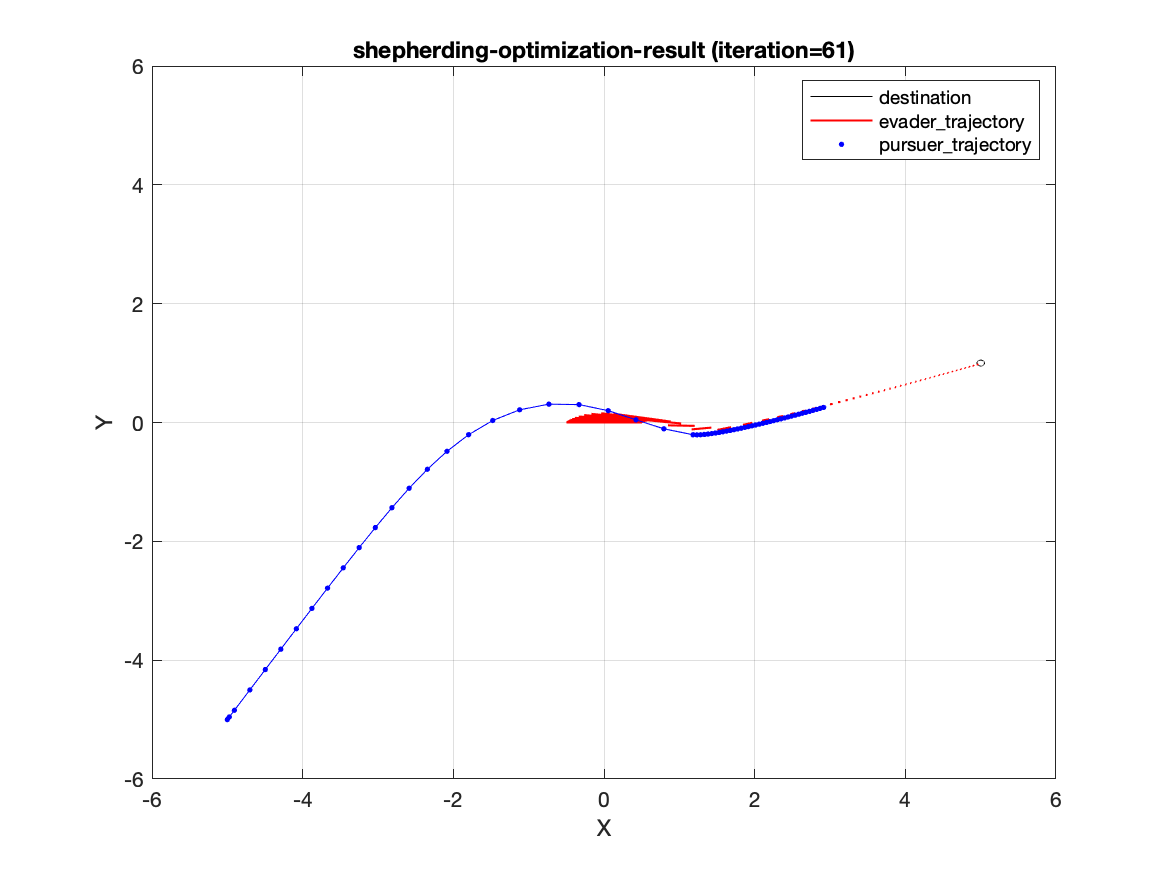 shepherding-optimization-result (iteration=61)
6
destination
evader_trajectory
pursuer_trajectory
4
2
0
-2
-4
-6
-6
-4
-2
0
2
4
6
X
Y